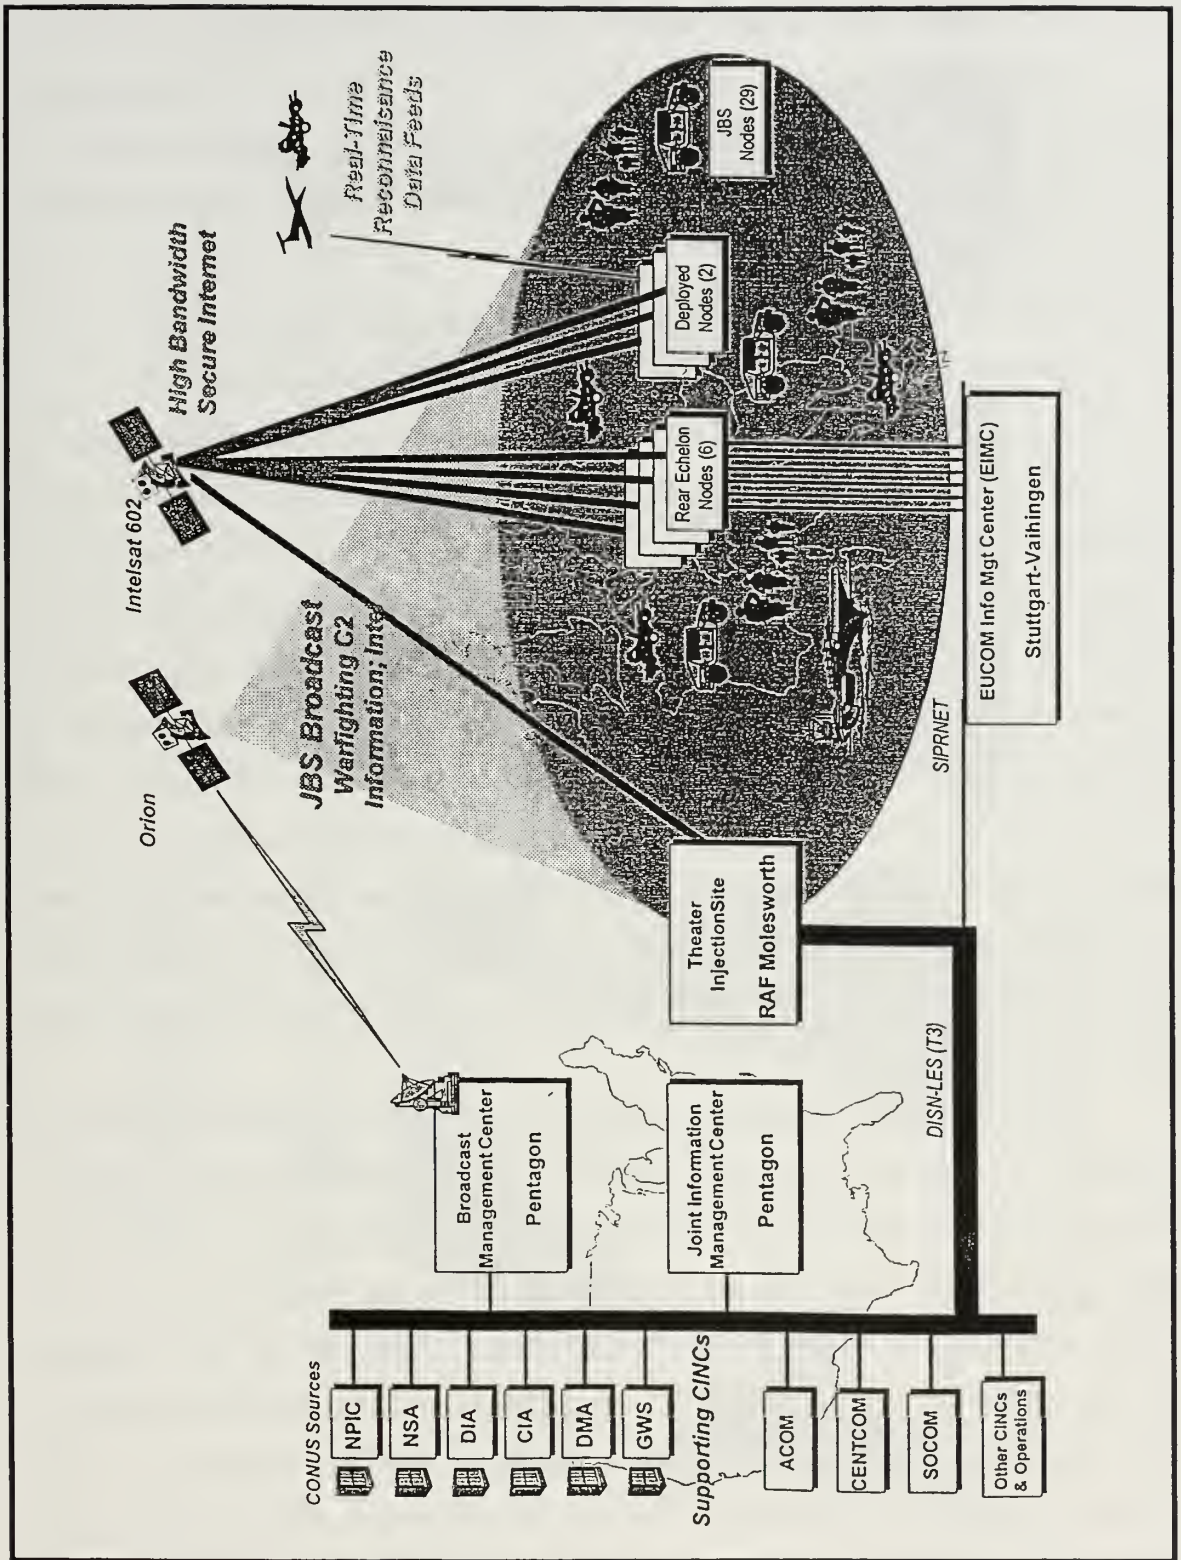 CONUS Sources
NPIC
NSA
DIA
CIA
DMA
GWS
Supporting CINCs
ACOM
CENTCOM
SOCOM
Other CINCs
& Operations
Broadcast
Management Center
Pentagon
Joint Information
Management Center
Pentagon
DISN-LES (T3)
Orion
Intelsat 602
JBS Broadcast
Warfighting C2
Information; Inte
High Bandwidth
Secure Internet
Real-Time
Reconnaisance
Data Feeds
Theater
InjectionSite
RAF Molesworth
Rear Echelon
Nodes (6)
Deployed
Nodes (2)
JBS
Nodes (29)
SIPRNET
EUCOM Info Mgt Center (EIMC)
Stuttgart-Vaihingen